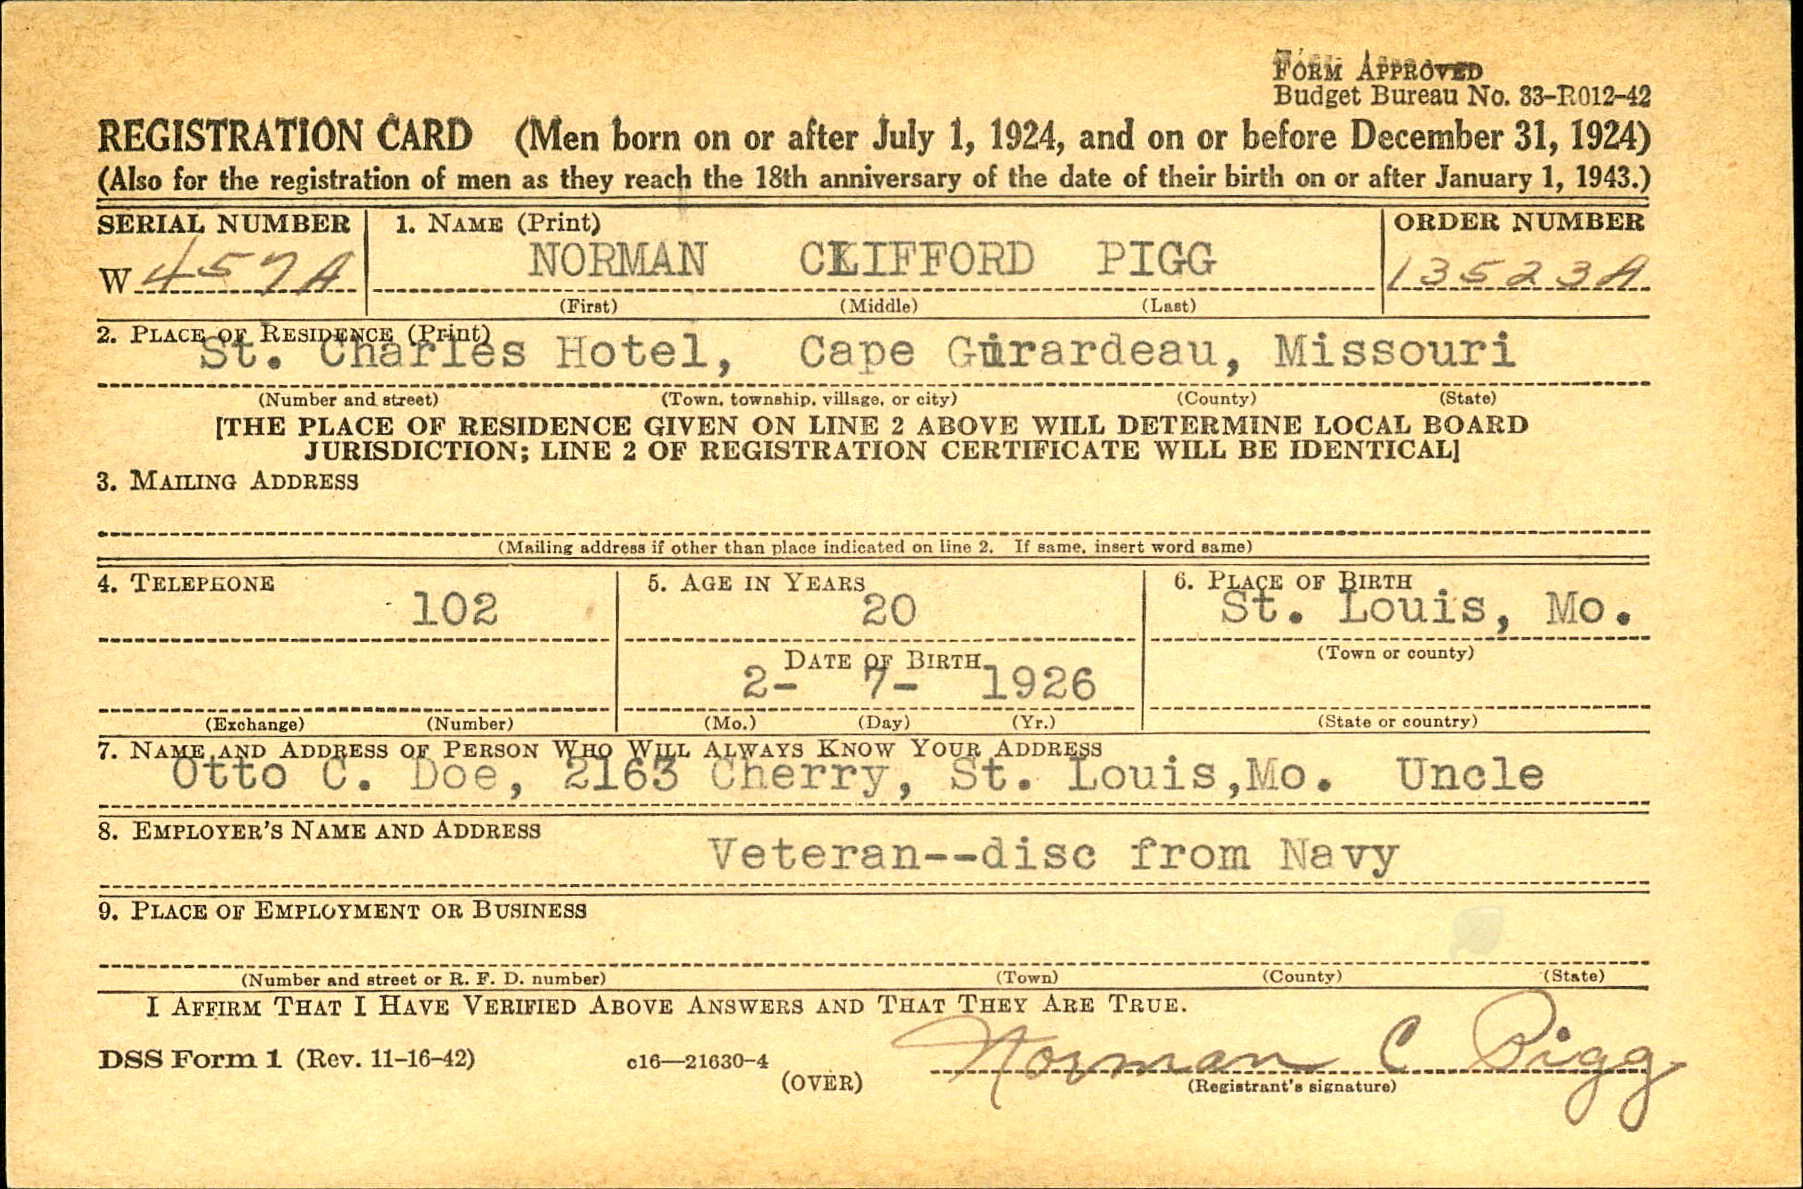 FORM APPROVED
Budget Bureau No. 33-R012-42
REGISTRATION CARD (Men born on or after July 1, 1924, and on or before December 31, 1924)
(Also for the registration of men as they reach the 18th anniversary of the date of their birth on or after January 1, 1943.)
SERIAL NUMBER 1. NAME (Print) ORDER NUMBER
W 457A NORMAN CLIFFORD PIGG 13523A
(First) (Middle) (Last)
2. PLACE OF RESIDENCE (Print)
St. Charles Hotel, Cape Girardeau, Missouri
(Number and street) (Town, township, village, or city) (County) (State)
[THE PLACE OF RESIDENCE GIVEN ON LINE 2 ABOVE WILL DETERMINE LOCAL BOARD
JURISDICTION; LINE 2 OF REGISTRATION CERTIFICATE WILL BE IDENTICAL]
3. MAILING ADDRESS
(Mailing address if other than place indicated on line 2. If same, insert word same)
4. TELEPHONE 5. AGE IN YEARS 6. PLACE OF BIRTH
102 20 St. Louis, Mo.
(Town or county)
DATE OF BIRTH
2- 7- 1926
(Exchange) (Number) (Mo.) (Day) (Yr.) (State or country)
7. NAME AND ADDRESS OF PERSON WHO WILL ALWAYS KNOW YOUR ADDRESS
Otto C. Doe, 2163 Cherry, St. Louis,Mo. Uncle
8. EMPLOYER'S NAME AND ADDRESS
Veteran--disc from Navy
9. PLACE OF EMPLOYMENT OR BUSINESS
(Number and street or R. F. D. number) (Town) (County) (State)
I AFFIRM THAT I HAVE VERIFIED ABOVE ANSWERS AND THAT THEY ARE TRUE.
DSS Form 1 (Rev. 11-16-42) c16—21630-4 Norman C Pigg
(OVER) (Registrant's signature)